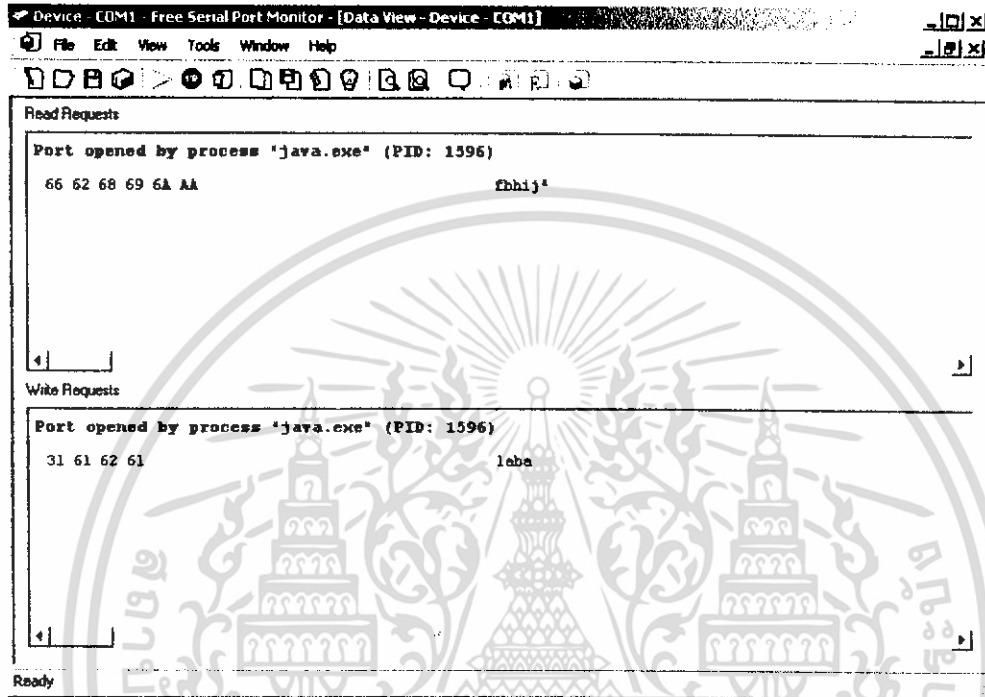 Device - COM1 - Free Serial Port Monitor - [Data View - Device - COM1]
File Edit View Tools Window Help
Read Requests
Port opened by process "java.exe" (PID: 1596)
66 62 68 69 6A AA fbhijª
Write Requests
Port opened by process "java.exe" (PID: 1596)
31 61 62 61 1aba
Ready